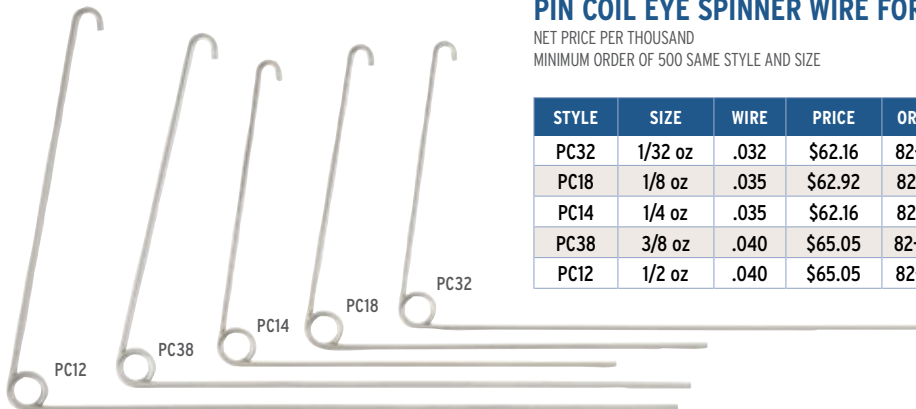 PIN COIL EYE SPINNER WIRE
NET PRICE PER THOUSAND
MINIMUM ORDER OF 500 SAME STYLE AND SIZE
STYLE SIZE WIRE PRICE
PC32 1/32 oz .032 $62.16
PC18 1/8 oz .035 $62.92
PC14 1/4 oz .035 $62.16
PC38 3/8 oz .040 $65.05
PC12 1/2 oz .040 $65.05
PC32
PC18
PC14
PC38
PC12